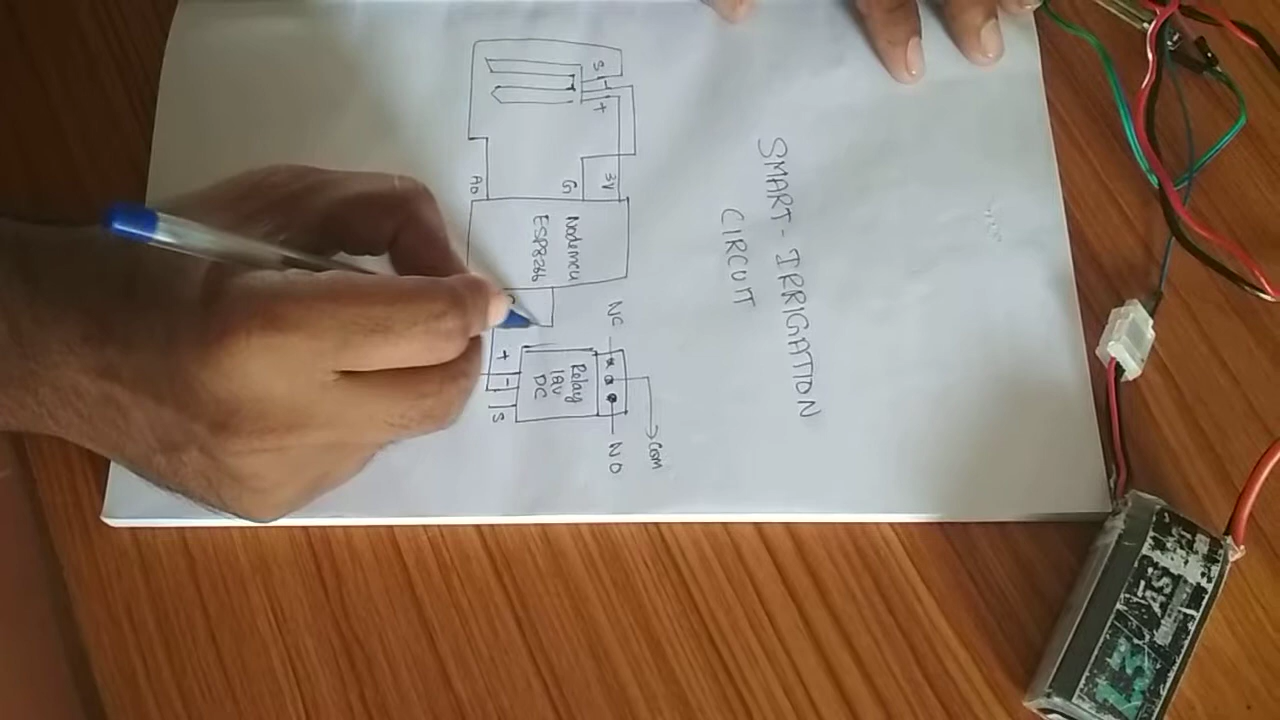 SMART-IRRIGATION
CIRCUIT
S - +
3V
G
A0
Nodemcu
ESP8266
NC
COM
NO
Relay
12V
DC
+
-
S